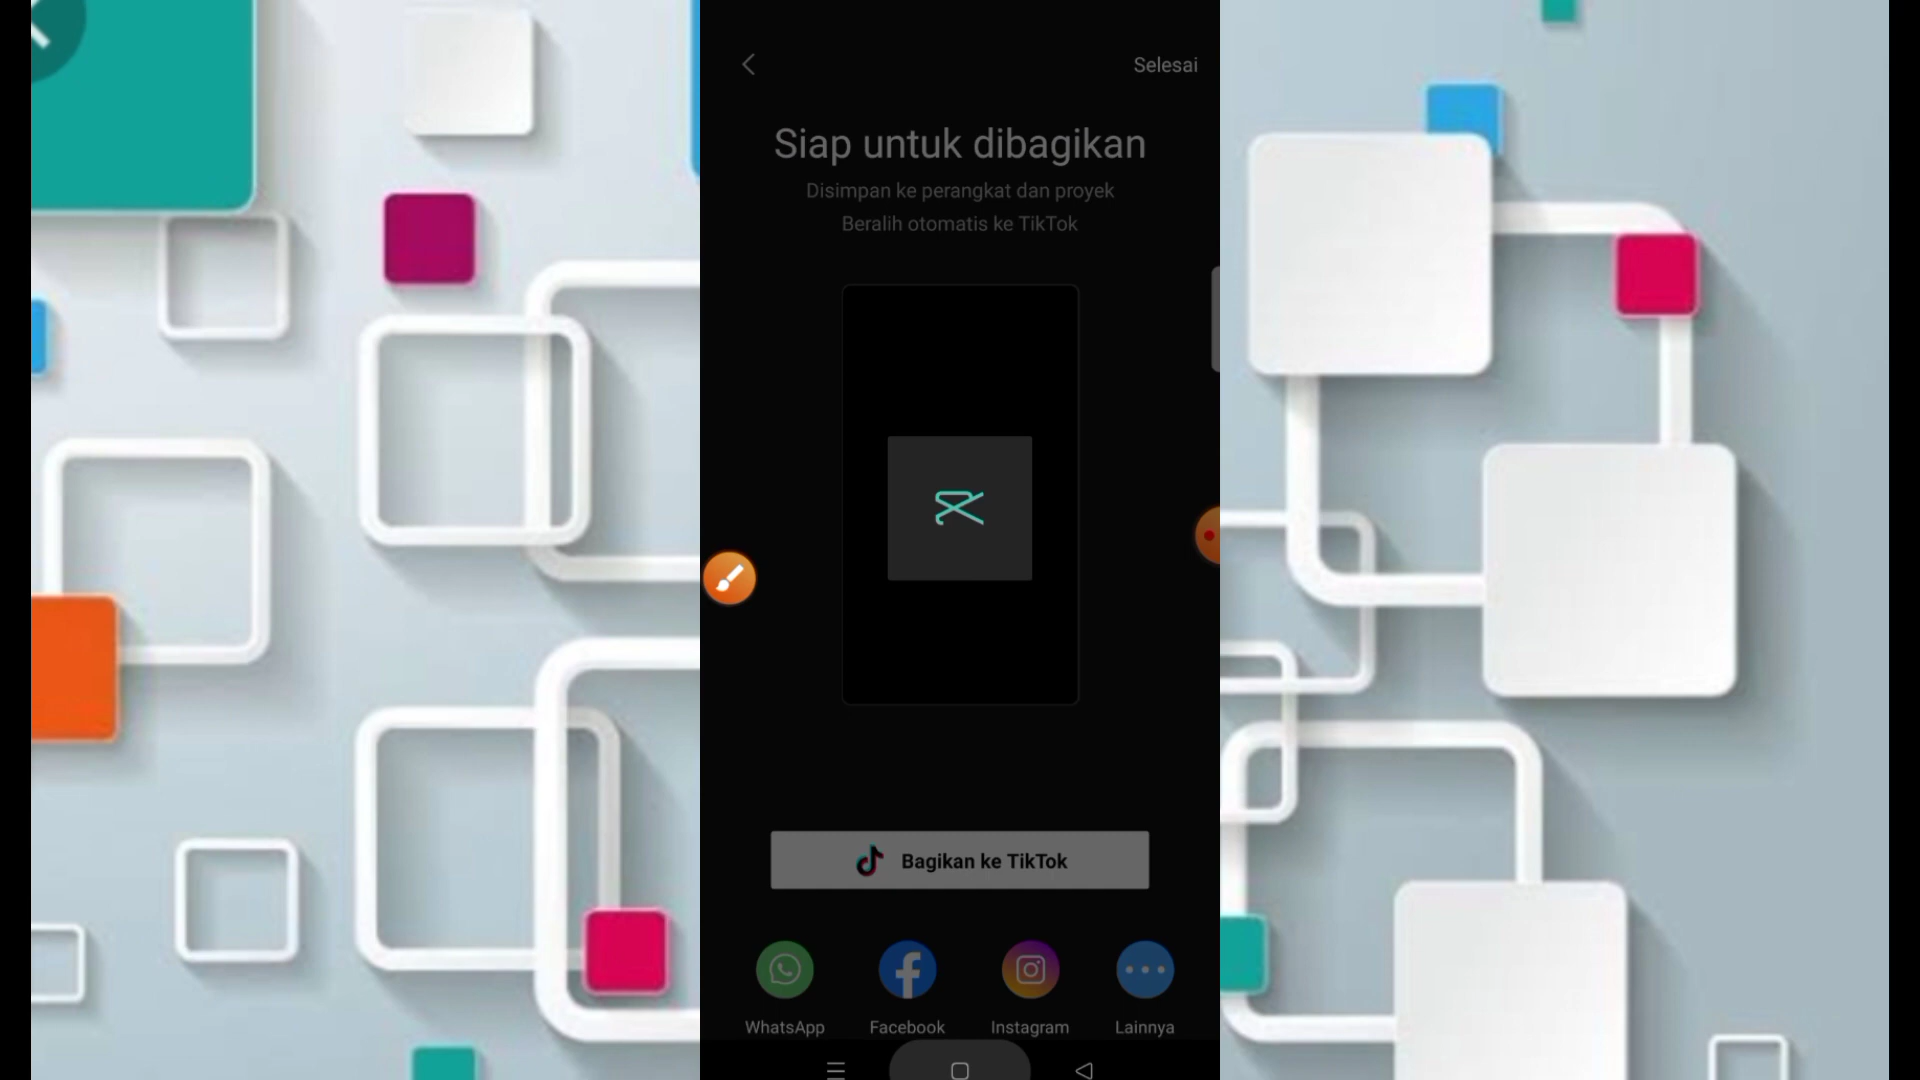 Selesai
Siap untuk dibagikan
Disimpan ke perangkat dan proyek
Beralih otomatis ke TikTok
Bagikan ke TikTok
WhatsApp
Facebook
Instagram
Lainnya